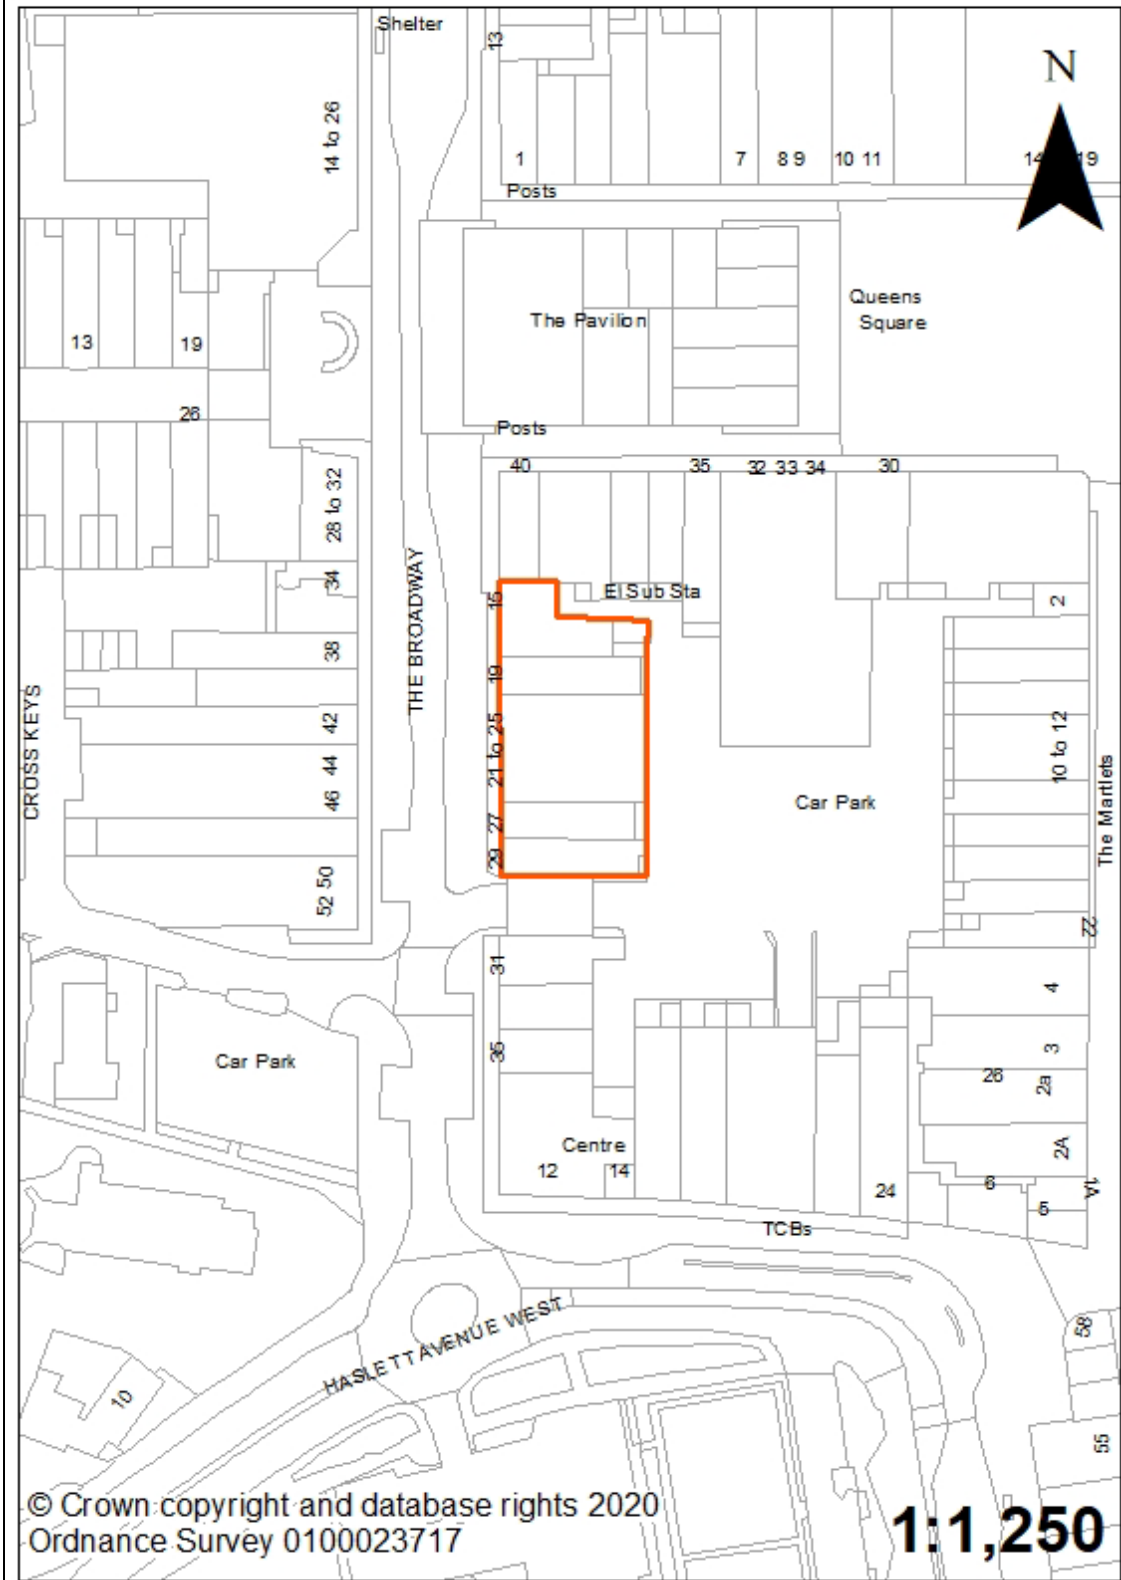 Shelter
13
N
14 to 26
1
7
8 9
10 11
14
19
Posts
Queens
Square
The Pavilion
13
19
26
Posts
40
35
32 33 34
30
28 to 32
THE BROADWAY
34
El Sub Sta
15
2
38
19
CROSS KEYS
42
21 to 25
10 to 12
44
The Martlets
46
Car Park
27
29
52 50
22
31
4
Car Park
35
3
26
2a
Centre
2A
12
14
24
6
1A
5
TCBs
HASLETT AVENUE WEST
58
10
55
© Crown copyright and database rights 2020
Ordnance Survey 0100023717
1:1,250